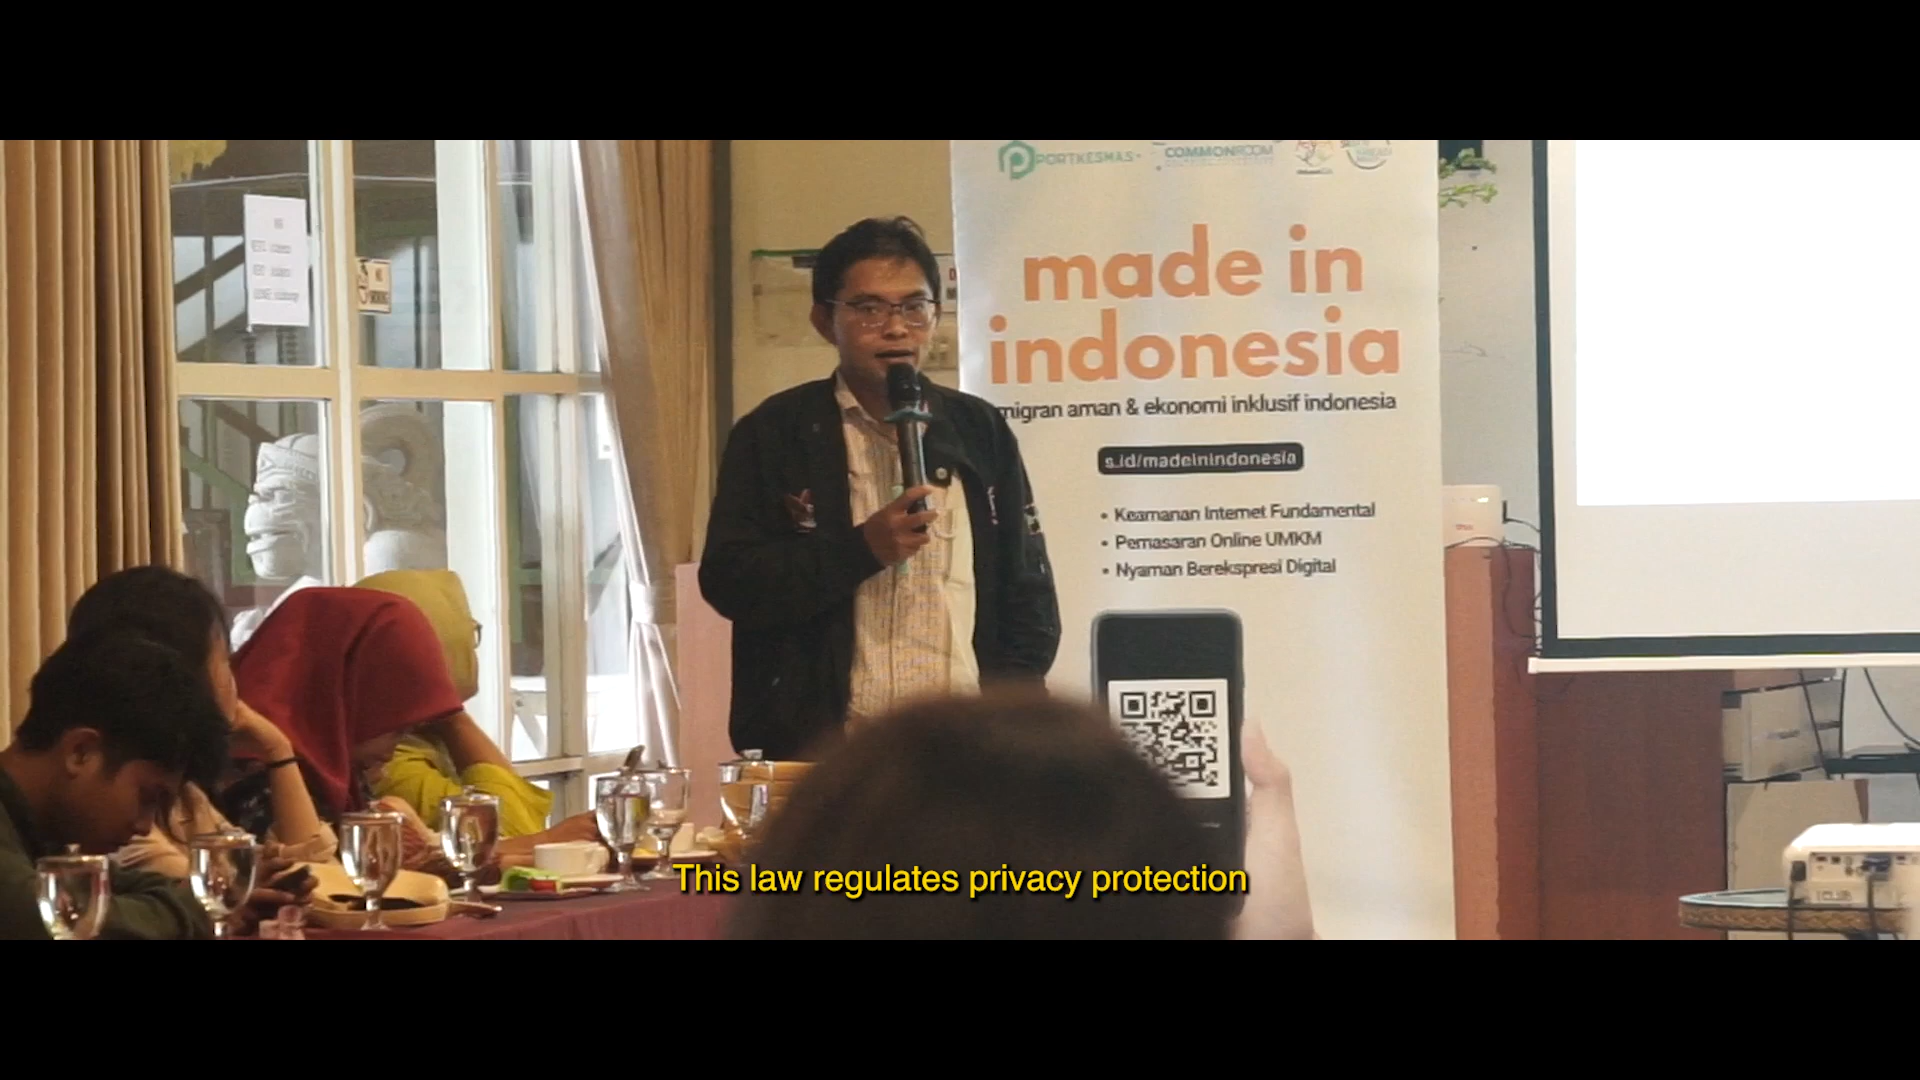 PORTKESMAS
COMMONROOM
made in
indonesia
migran aman & ekonomi inklusif indonesia
s.id/madeinindonesia
• Keamanan Internet Fundamental
• Pemasaran Online UMKM
• Nyaman Berekspresi Digital
This law regulates privacy protection